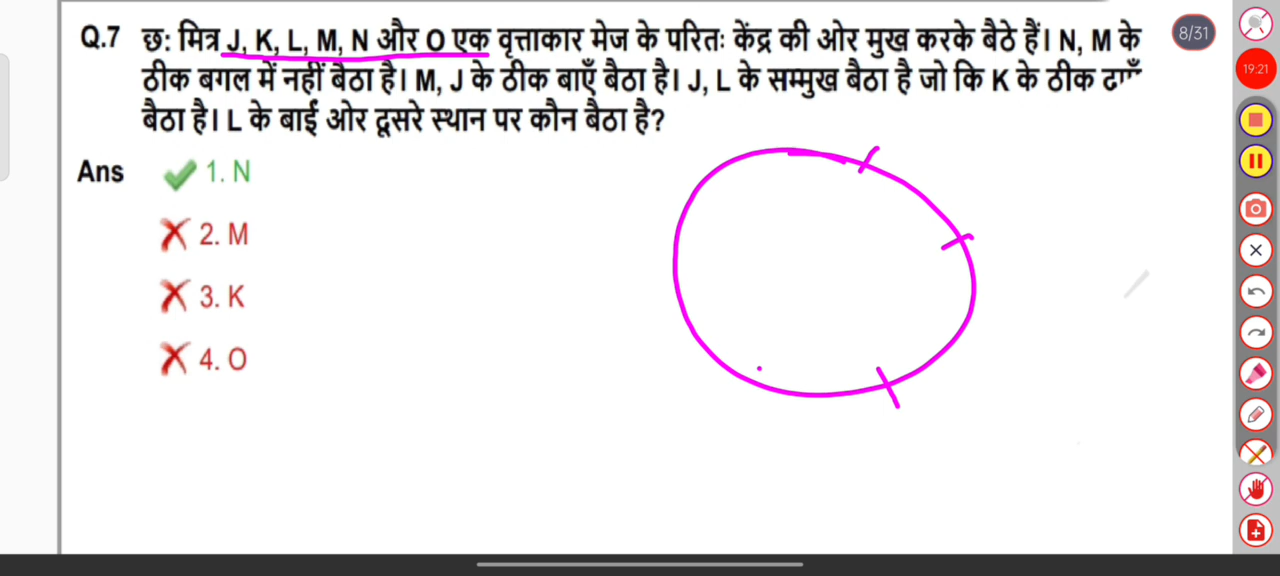 Q.7 छ: मित्र J, K, L, M, N और O एक वृत्ताकार मेज के परितः केंद्र की ओर मुख करके बैठे हैं। N, M के
ठीक बगल में नहीं बैठा है। M, J के ठीक बाएँ बैठा है। J, L के सम्मुख बैठा है जो कि K के ठीक
बैठा है। L के बाईं ओर दूसरे स्थान पर कौन बैठा है?
Ans 1. N
2. M
3. K
4. O
8/31
19:21